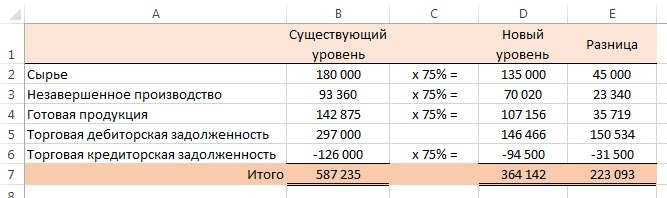 A B C D E
1 Существующий уровень Новый уровень Разница
2 Сырье 180 000 x 75% = 135 000 45 000
3 Незавершенное производство 93 360 x 75% = 70 020 23 340
4 Готовая продукция 142 875 x 75% = 107 156 35 719
5 Торговая дебиторская задолженность 297 000 146 466 150 534
6 Торговая кредиторская задолженность -126 000 x 75% = -94 500 -31 500
7 Итого 587 235 364 142 223 093
8